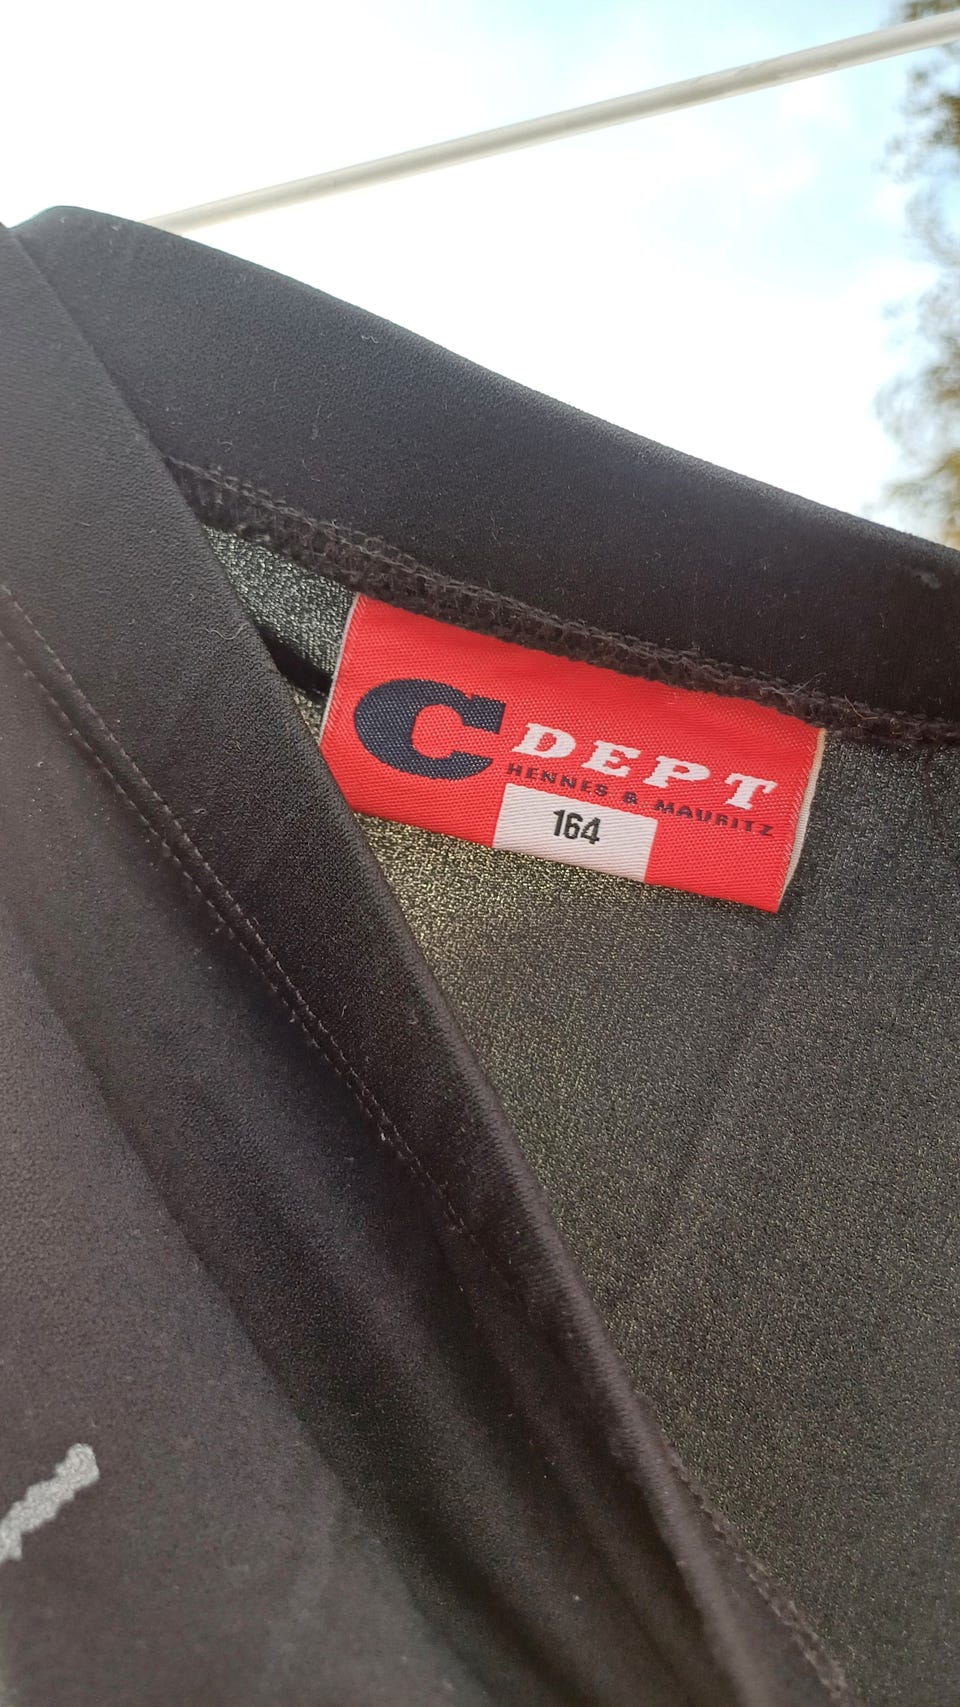 C DEPT
HENNES & MAURITZ
164